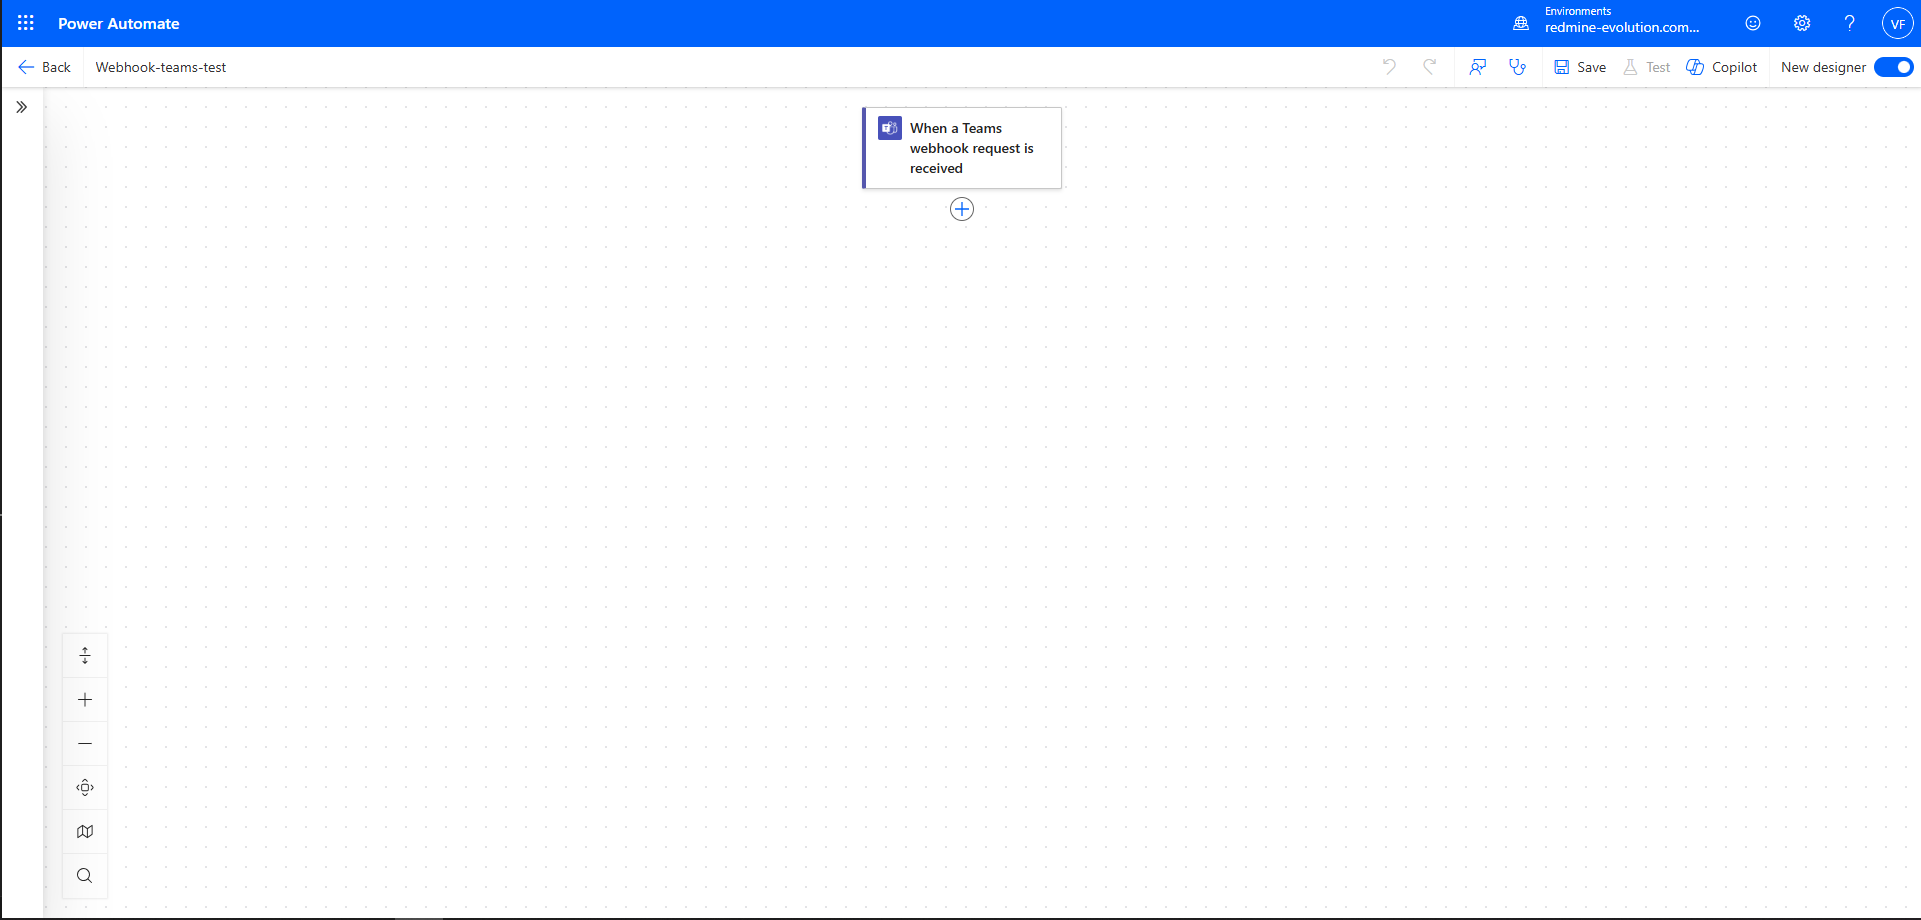 Power Automate
Environments
redmine-evolution.com...
VF
Back
Webhook-teams-test
Save
Test
Copilot
New designer
When a Teams
webhook request is
received